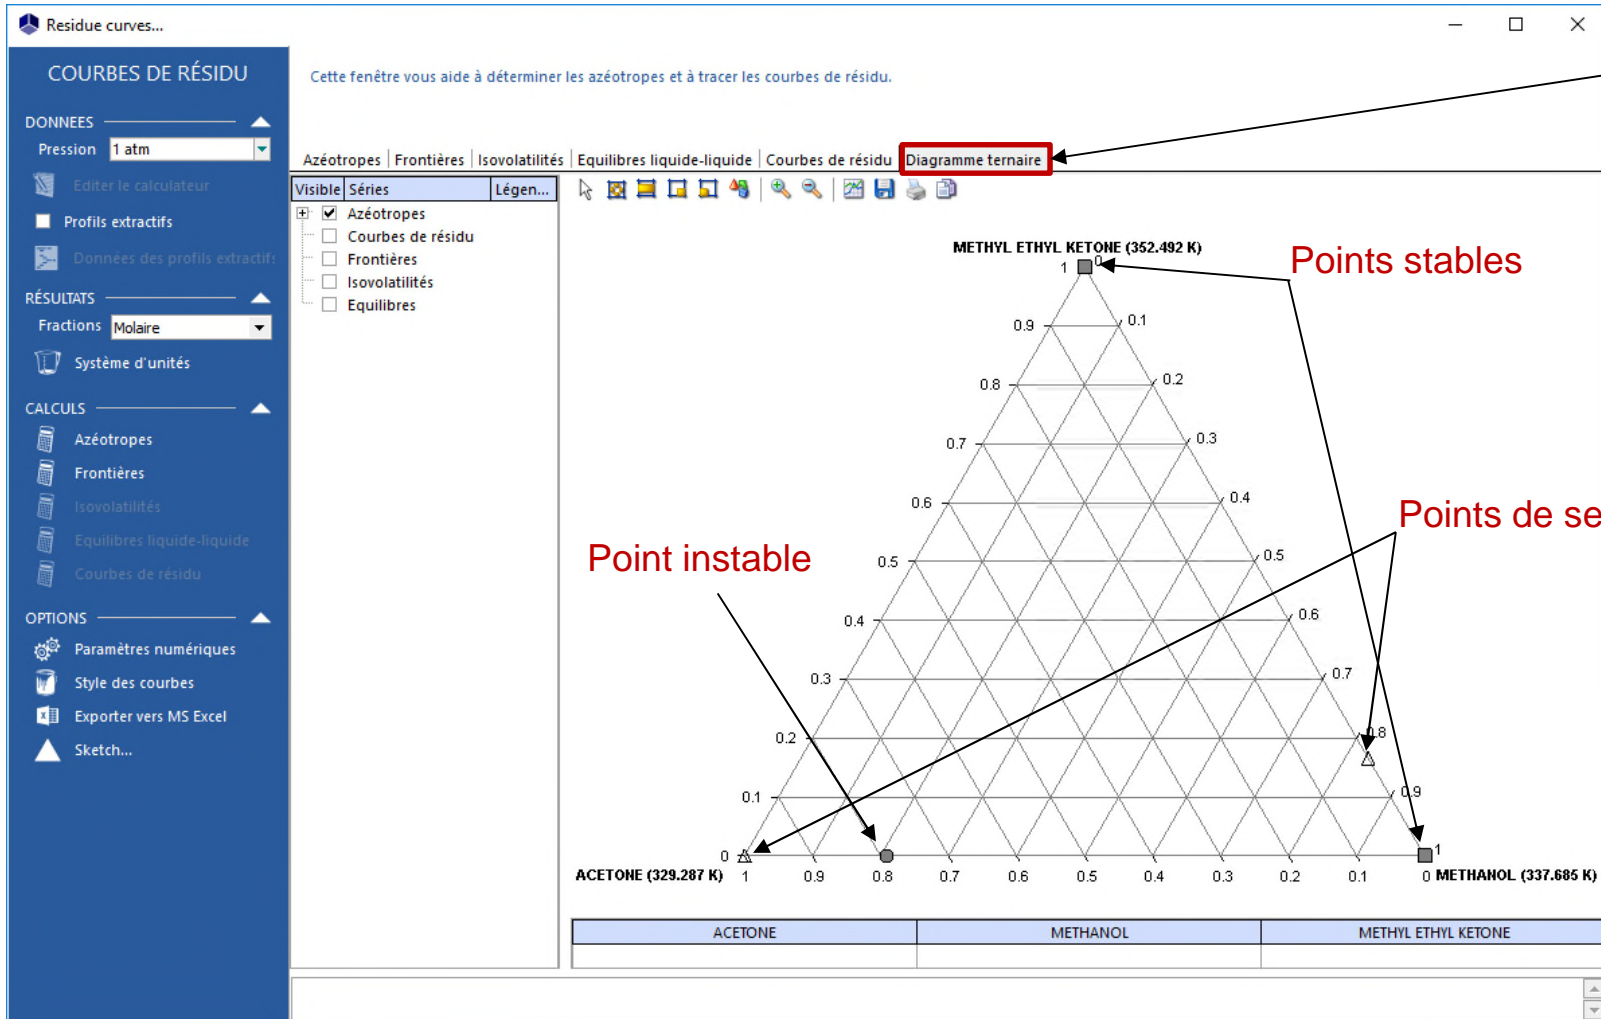 Residue curves...
COURBES DE RÉSIDU
Cette fenêtre vous aide à déterminer les azéotropes et à tracer les courbes de résidu.
DONNEES
Pression 1 atm
Editer le calculateur
Profils extractifs
Données des profils extractifs
RÉSULTATS
Fractions Molaire
Système d'unités
CALCULS
Azéotropes
Frontières
Isovolatilités
Equilibres liquide-liquide
Courbes de résidu
OPTIONS
Paramètres numériques
Style des courbes
Exporter vers MS Excel
Sketch...
Azéotropes Frontières Isovolatilités Equilibres liquide-liquide Courbes de résidu Diagramme ternaire
Visible Séries Légen...
Azéotropes
Courbes de résidu
Frontières
Isovolatilités
Equilibres
METHYL ETHYL KETONE (352.492 K)
1 0
Points stables
0.9 0.1
0.8 0.2
0.7 0.3
0.6 0.4
Points de se
Point instable
0.5 0.5
0.4 0.6
0.3 0.7
0.2 0.8
0.1 0.9
0 1
ACETONE (329.287 K) 1 0.9 0.8 0.7 0.6 0.5 0.4 0.3 0.2 0.1 0 METHANOL (337.685 K)
ACETONE METHANOL METHYL ETHYL KETONE